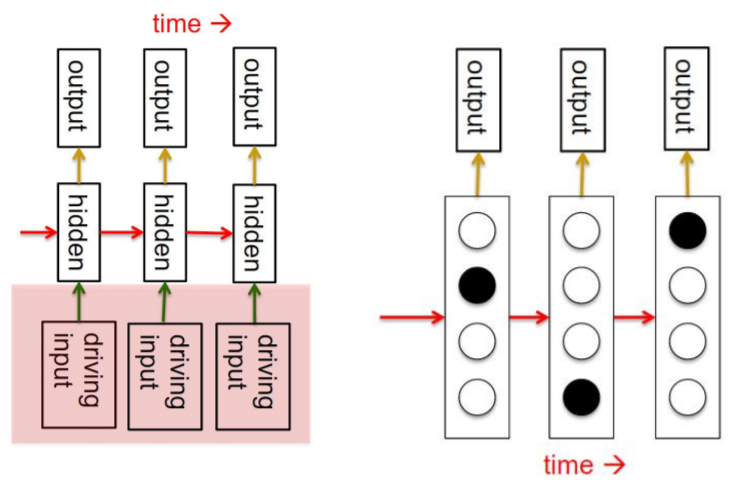 time →
output
output
output
hidden
hidden
hidden
driving
input
driving
input
driving
input
output
output
output
time →